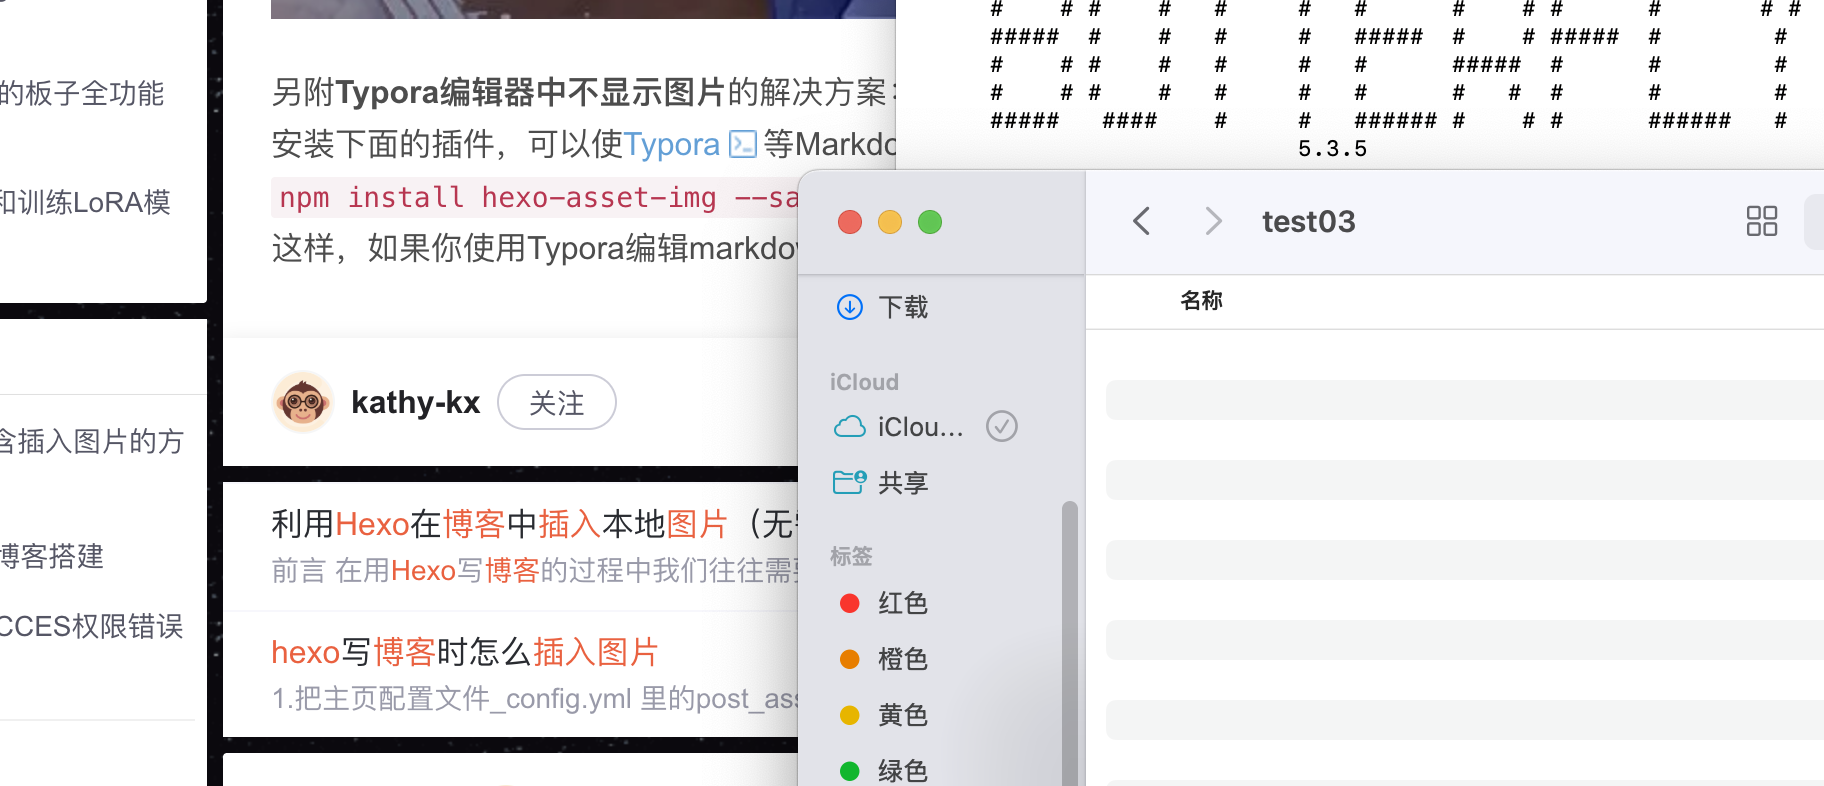 的板子全功能
和训练LoRA模
含插入图片的方
博客搭建
CCES权限错误
另附Typora编辑器中不显示图片的解决方案:
安装下面的插件，可以使Typora等Markdo
npm install hexo-asset-img --sa
这样，如果你使用Typora编辑markdo
kathy-kx 关注
利用Hexo在博客中插入本地图片（无
前言 在用Hexo写博客的过程中我们往往需
hexo写博客时怎么插入图片
1.把主页配置文件_config.yml 里的post_ass
5.3.5
test03
名称
下载
iCloud
iClou...
共享
标签
红色
橙色
黄色
绿色